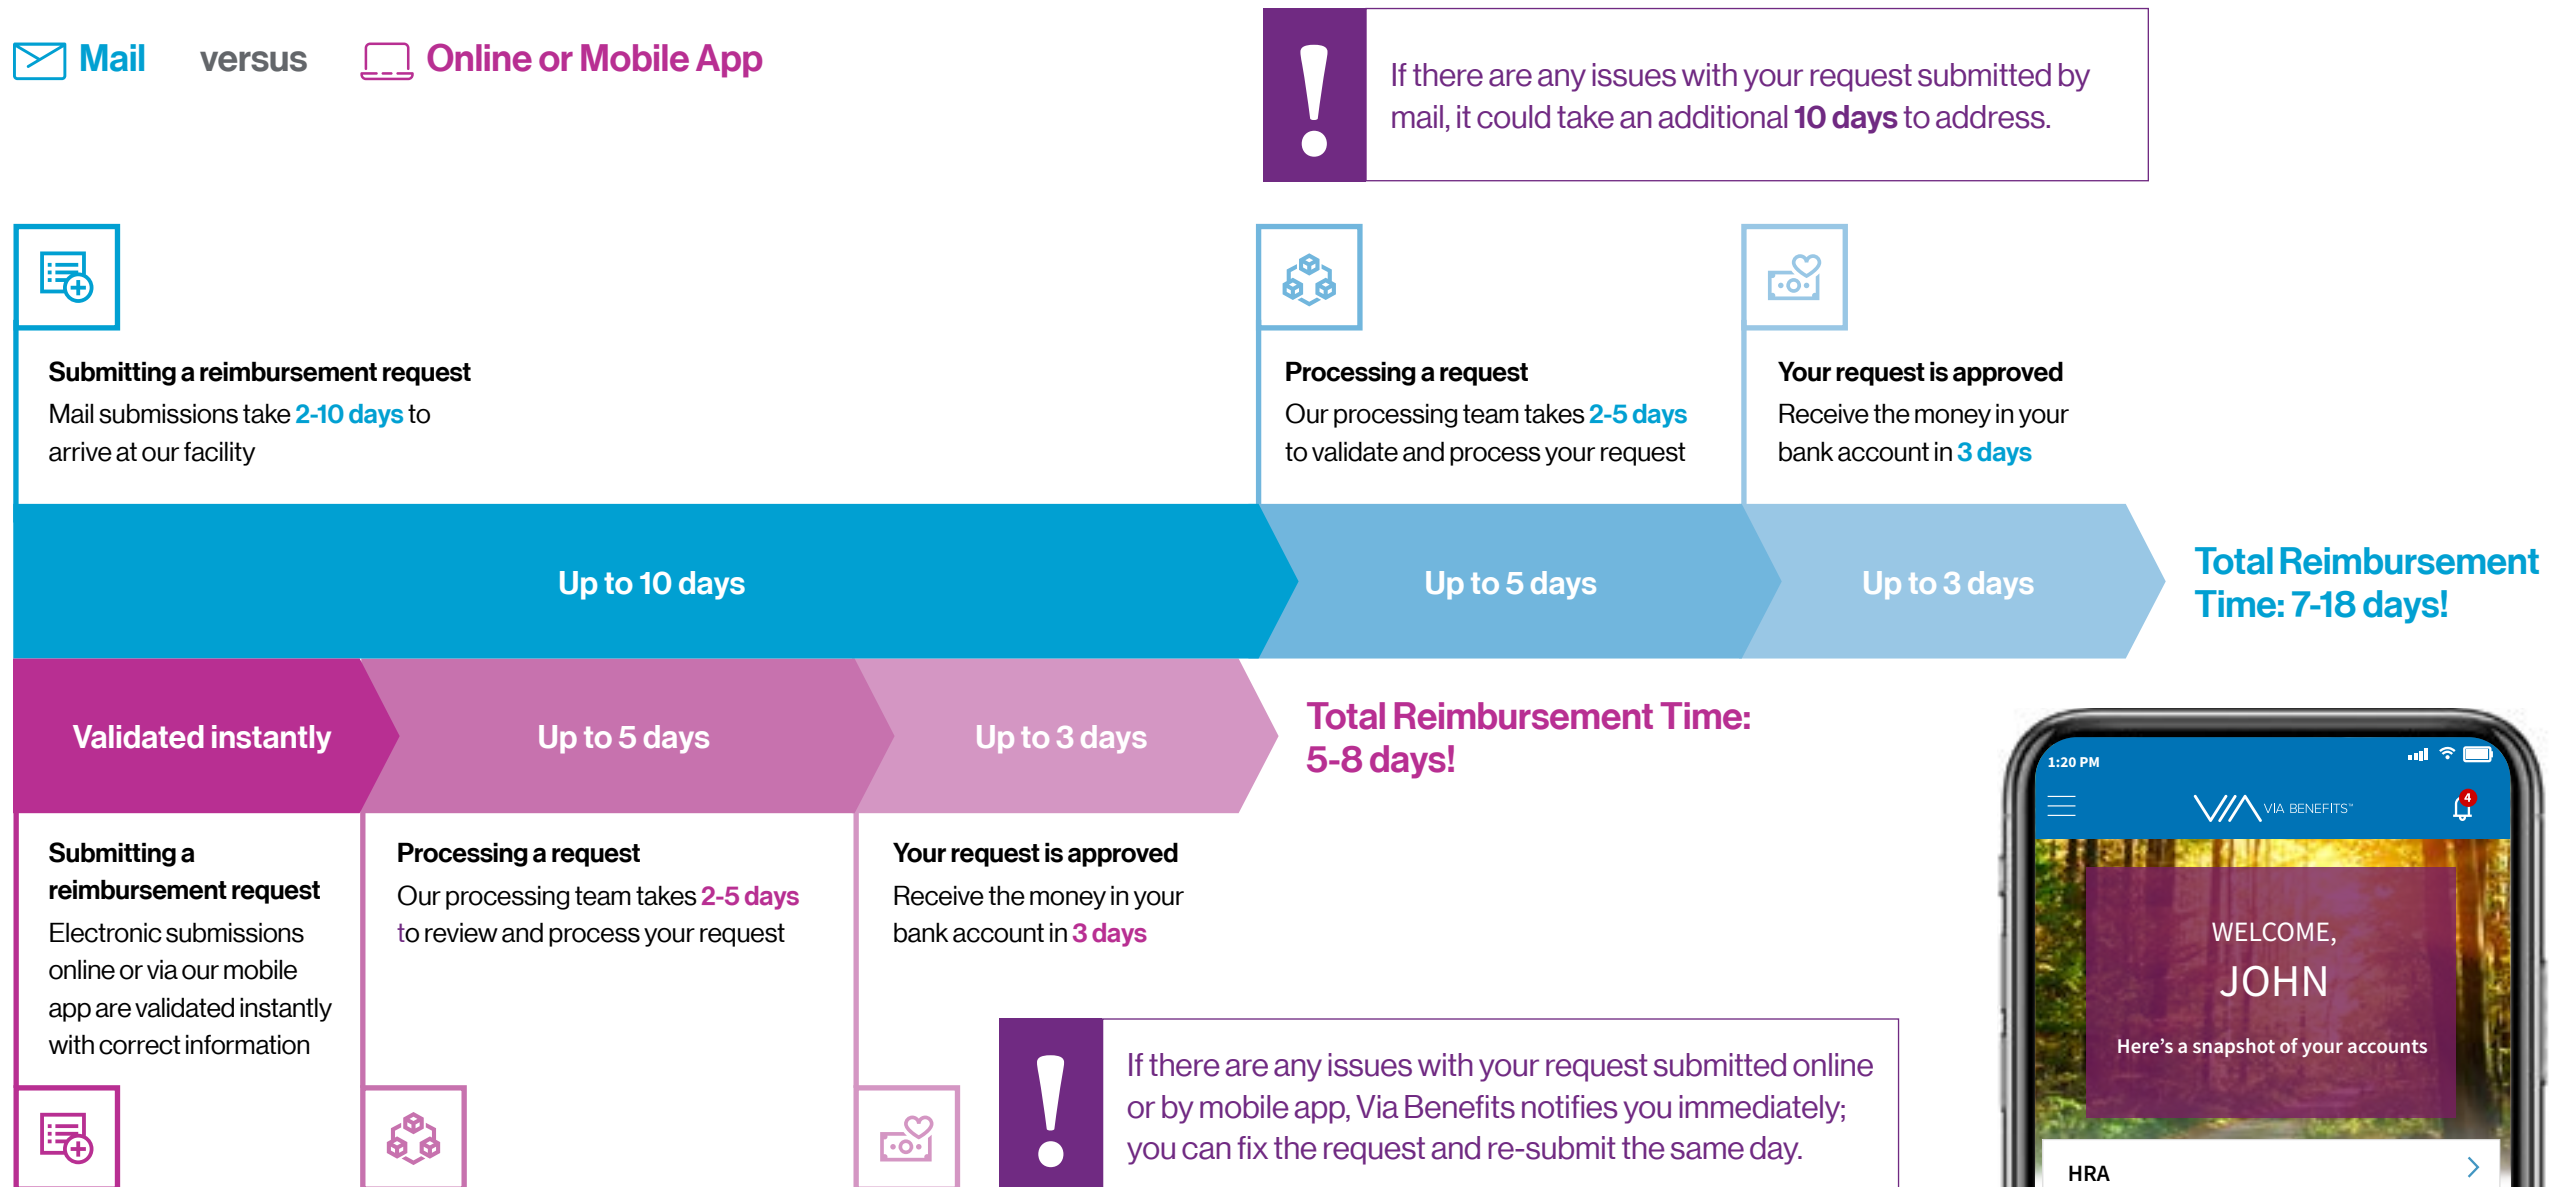 Mail versus Online or Mobile App
!
If there are any issues with your request submitted by
mail, it could take an additional 10 days to address.
Submitting a reimbursement request
Mail submissions take 2-10 days to
arrive at our facility
Processing a request
Our processing team takes 2-5 days
to validate and process your request
Your request is approved
Receive the money in your
bank account in 3 days
Up to 10 days
Up to 5 days
Up to 3 days
Total Reimbursement
Time: 7-18 days!
Validated instantly
Up to 5 days
Up to 3 days
Total Reimbursement Time:
5-8 days!
Submitting a
reimbursement request
Electronic submissions
online or via our mobile
app are validated instantly
with correct information
Processing a request
Our processing team takes 2-5 days
to review and process your request
Your request is approved
Receive the money in your
bank account in 3 days
!
If there are any issues with your request submitted online
or by mobile app, Via Benefits notifies you immediately;
you can fix the request and re-submit the same day.
1:20 PM
VIA VIA BENEFITS™
4
WELCOME,
JOHN
Here's a snapshot of your accounts
HRA